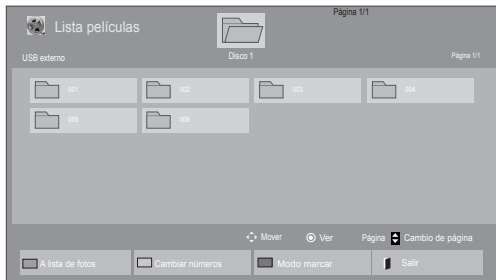 Página 1/1
Lista películas
USB externo
Disco 1
Página 1/1
001 002 003 004
005 006
Mover Ver Página Cambio de página
A lista de fotos Cambiar números Modo marcar Salir